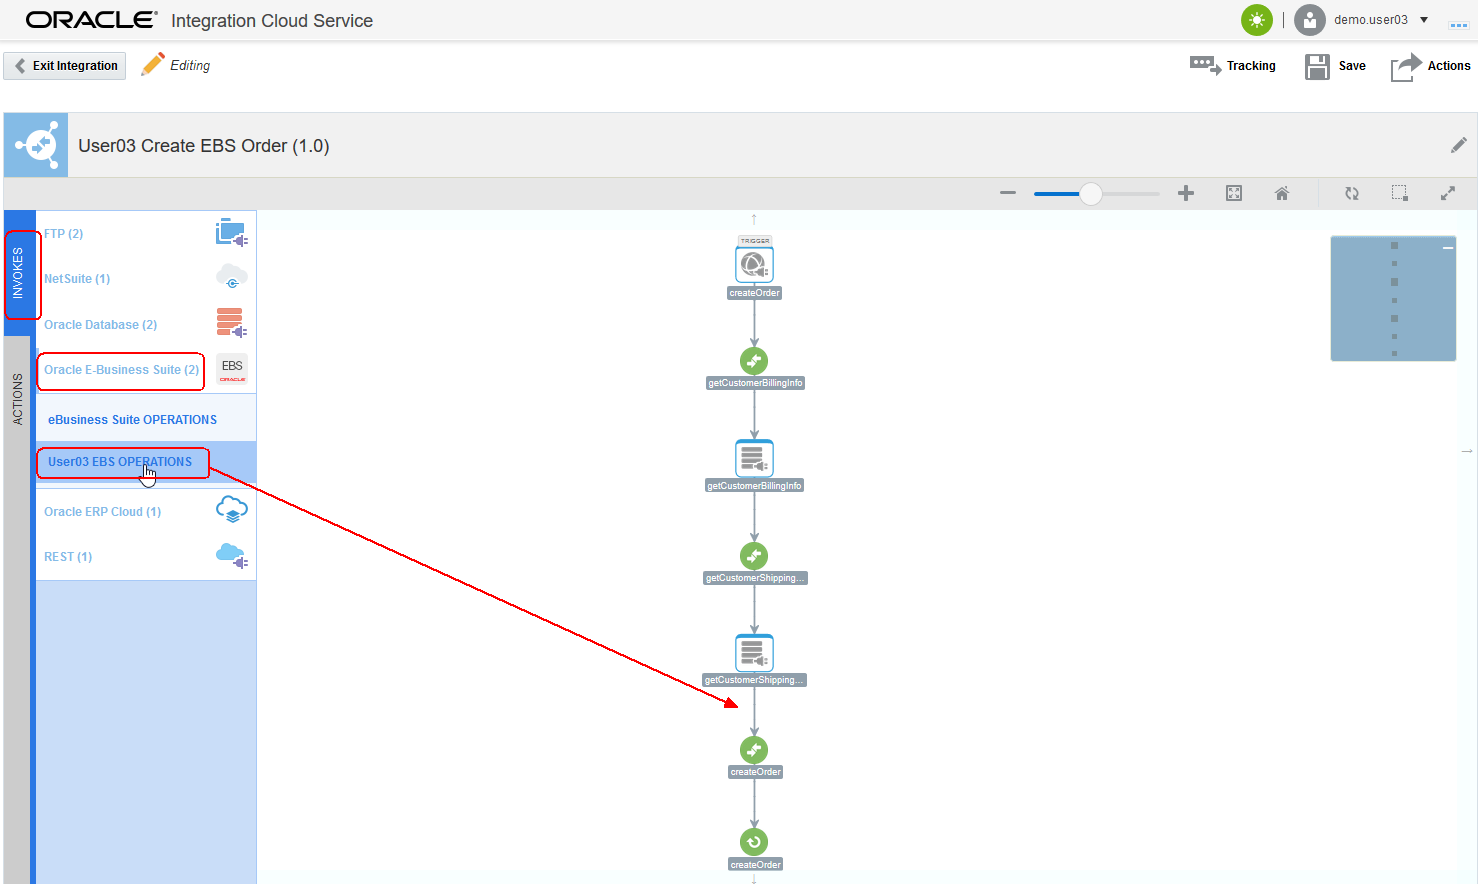 ORACLE Integration Cloud Service
demo.user03
Exit Integration
Editing
Tracking
Save
Actions
User03 Create EBS Order (1.0)
INVOKES
ACTIONS
FTP (2)
NetSuite (1)
Oracle Database (2)
Oracle E-Business Suite (2)
EBS
ORACLE
eBusiness Suite OPERATIONS
User03 EBS OPERATIONS
Oracle ERP Cloud (1)
REST (1)
TRIGGER
createOrder
getCustomerBillingInfo
getCustomerBillingInfo
getCustomerShipping...
getCustomerShipping...
createOrder
createOrder